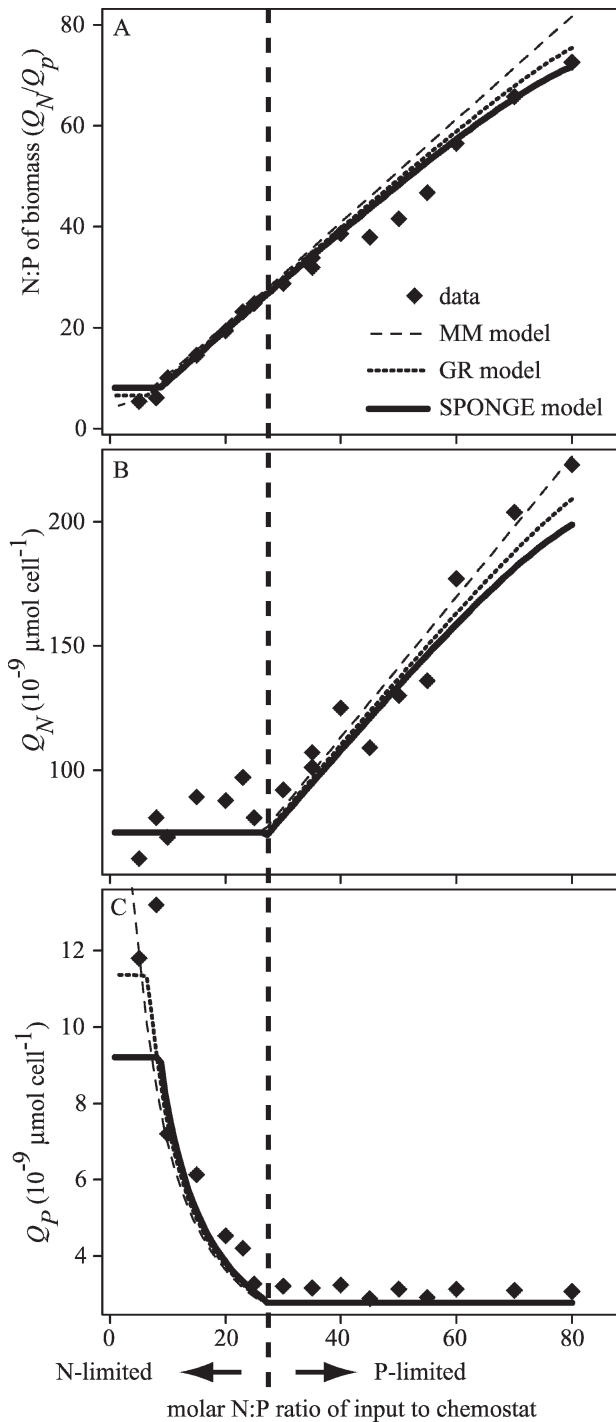 A
80
60
40
20
0
N:P of biomass (Q_N/Q_p)
data
MM model
GR model
SPONGE model
B
200
150
100
Q_N (10⁻⁹ μmol cell⁻¹)
C
12
10
8
6
4
Q_P (10⁻⁹ μmol cell⁻¹)
0 20 40 60 80
N-limited P-limited
molar N:P ratio of input to chemostat